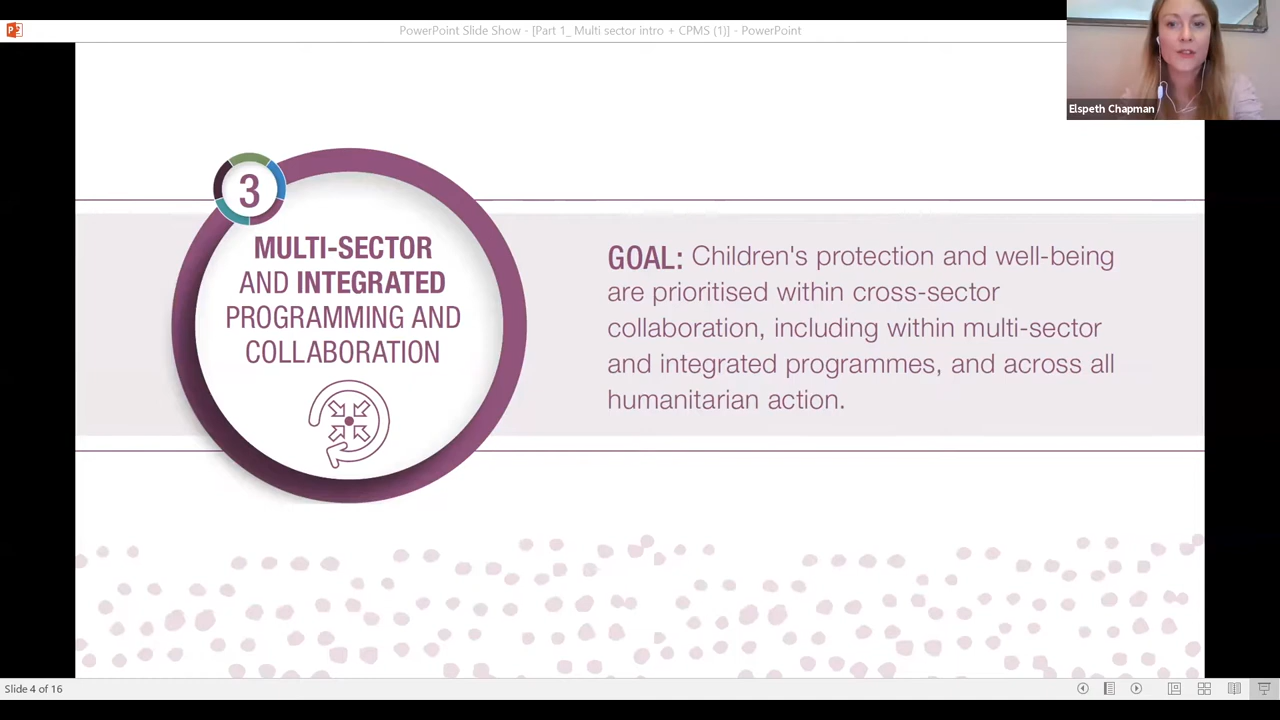 PowerPoint Slide Show - [Part 1_ Multi sector intro + CPMS (1)] - PowerPoint
Elspeth Chapman
3
MULTI-SECTOR
AND INTEGRATED
PROGRAMMING AND
COLLABORATION
GOAL: Children's protection and well-being
are prioritised within cross-sector
collaboration, including within multi-sector
and integrated programmes, and across all
humanitarian action.
Slide 4 of 16